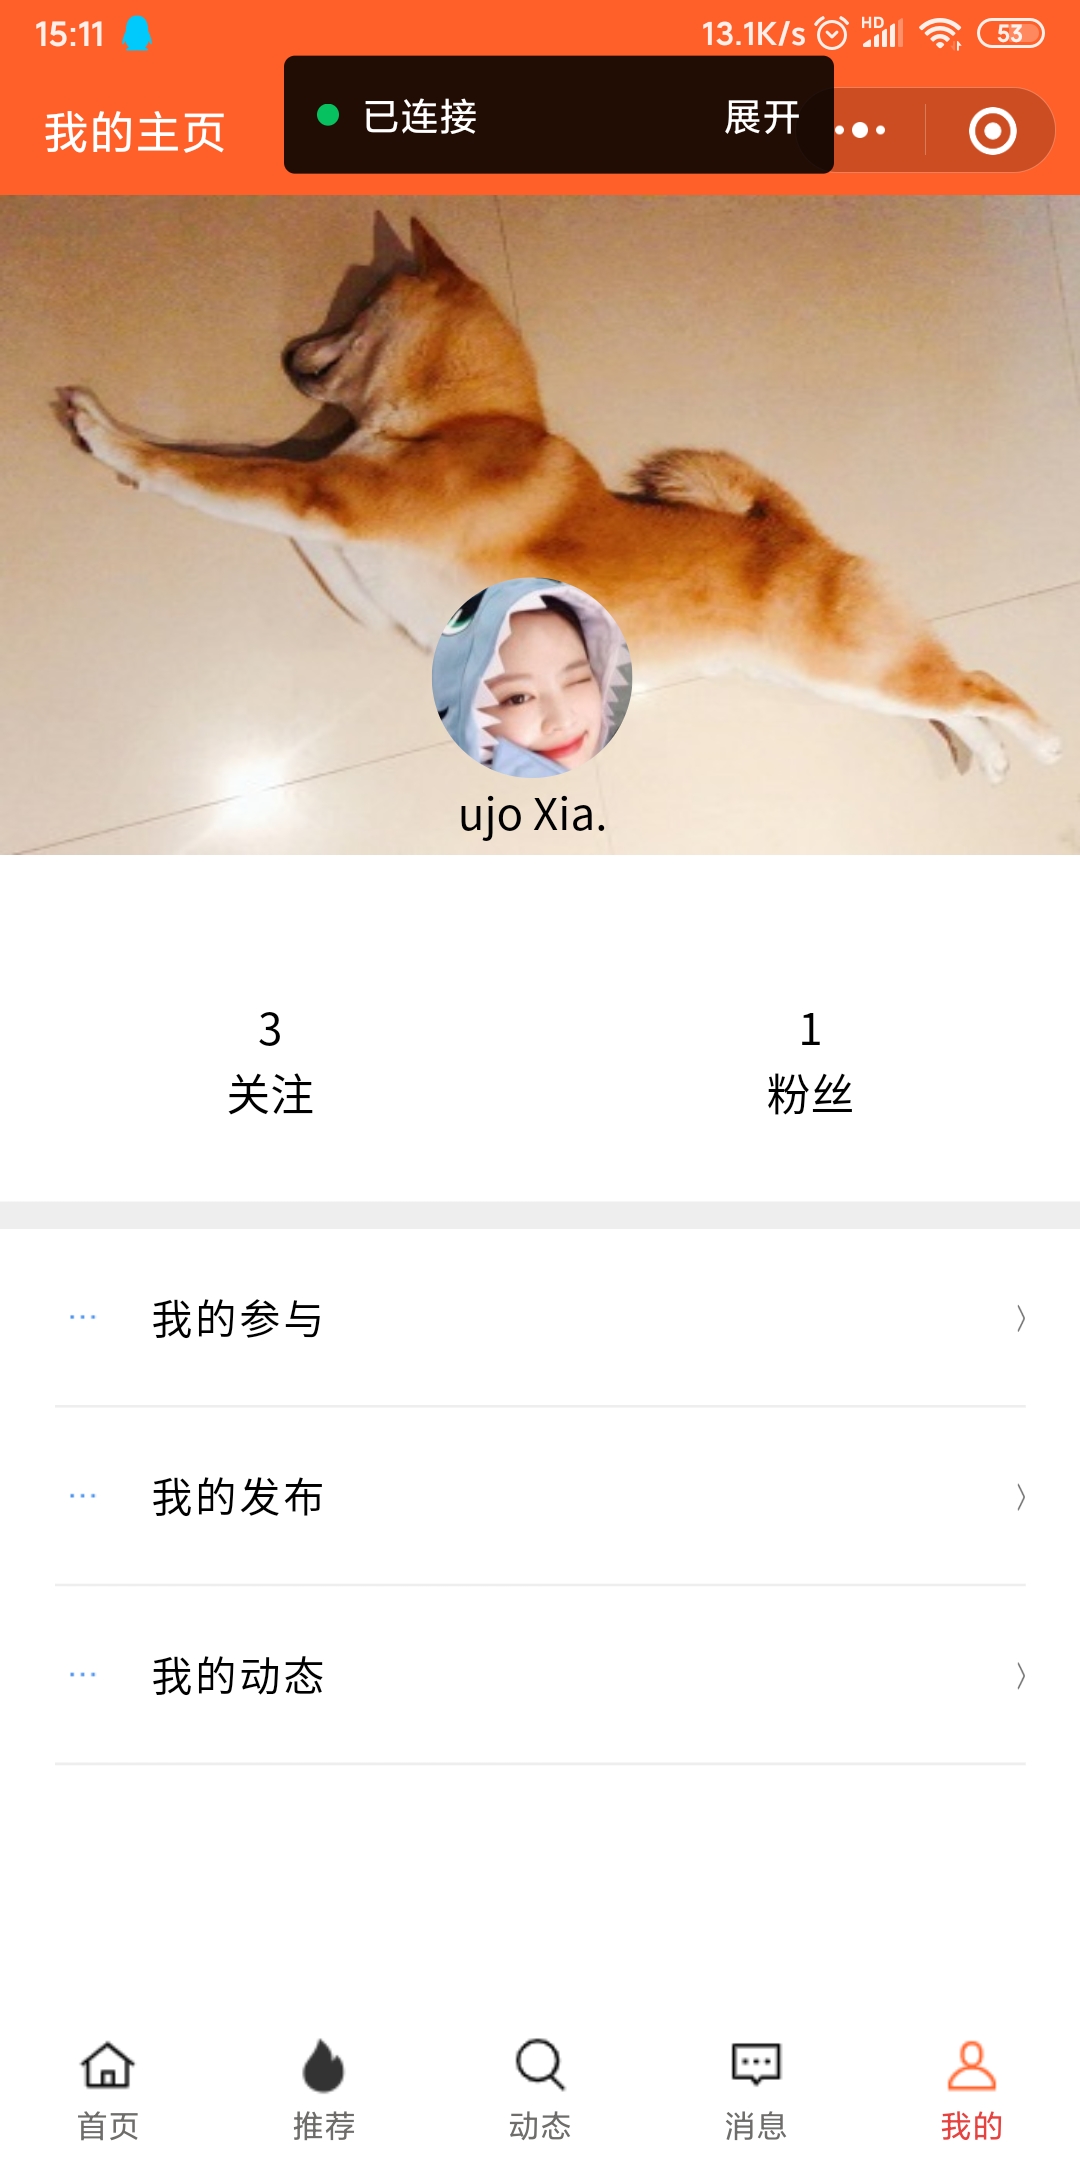 15:11 13.1K/s HD 53
我的主页
已连接 展开
ujo Xia.
3 1
关注 粉丝
我的参与
我的发布
我的动态
首页 推荐 动态 消息 我的